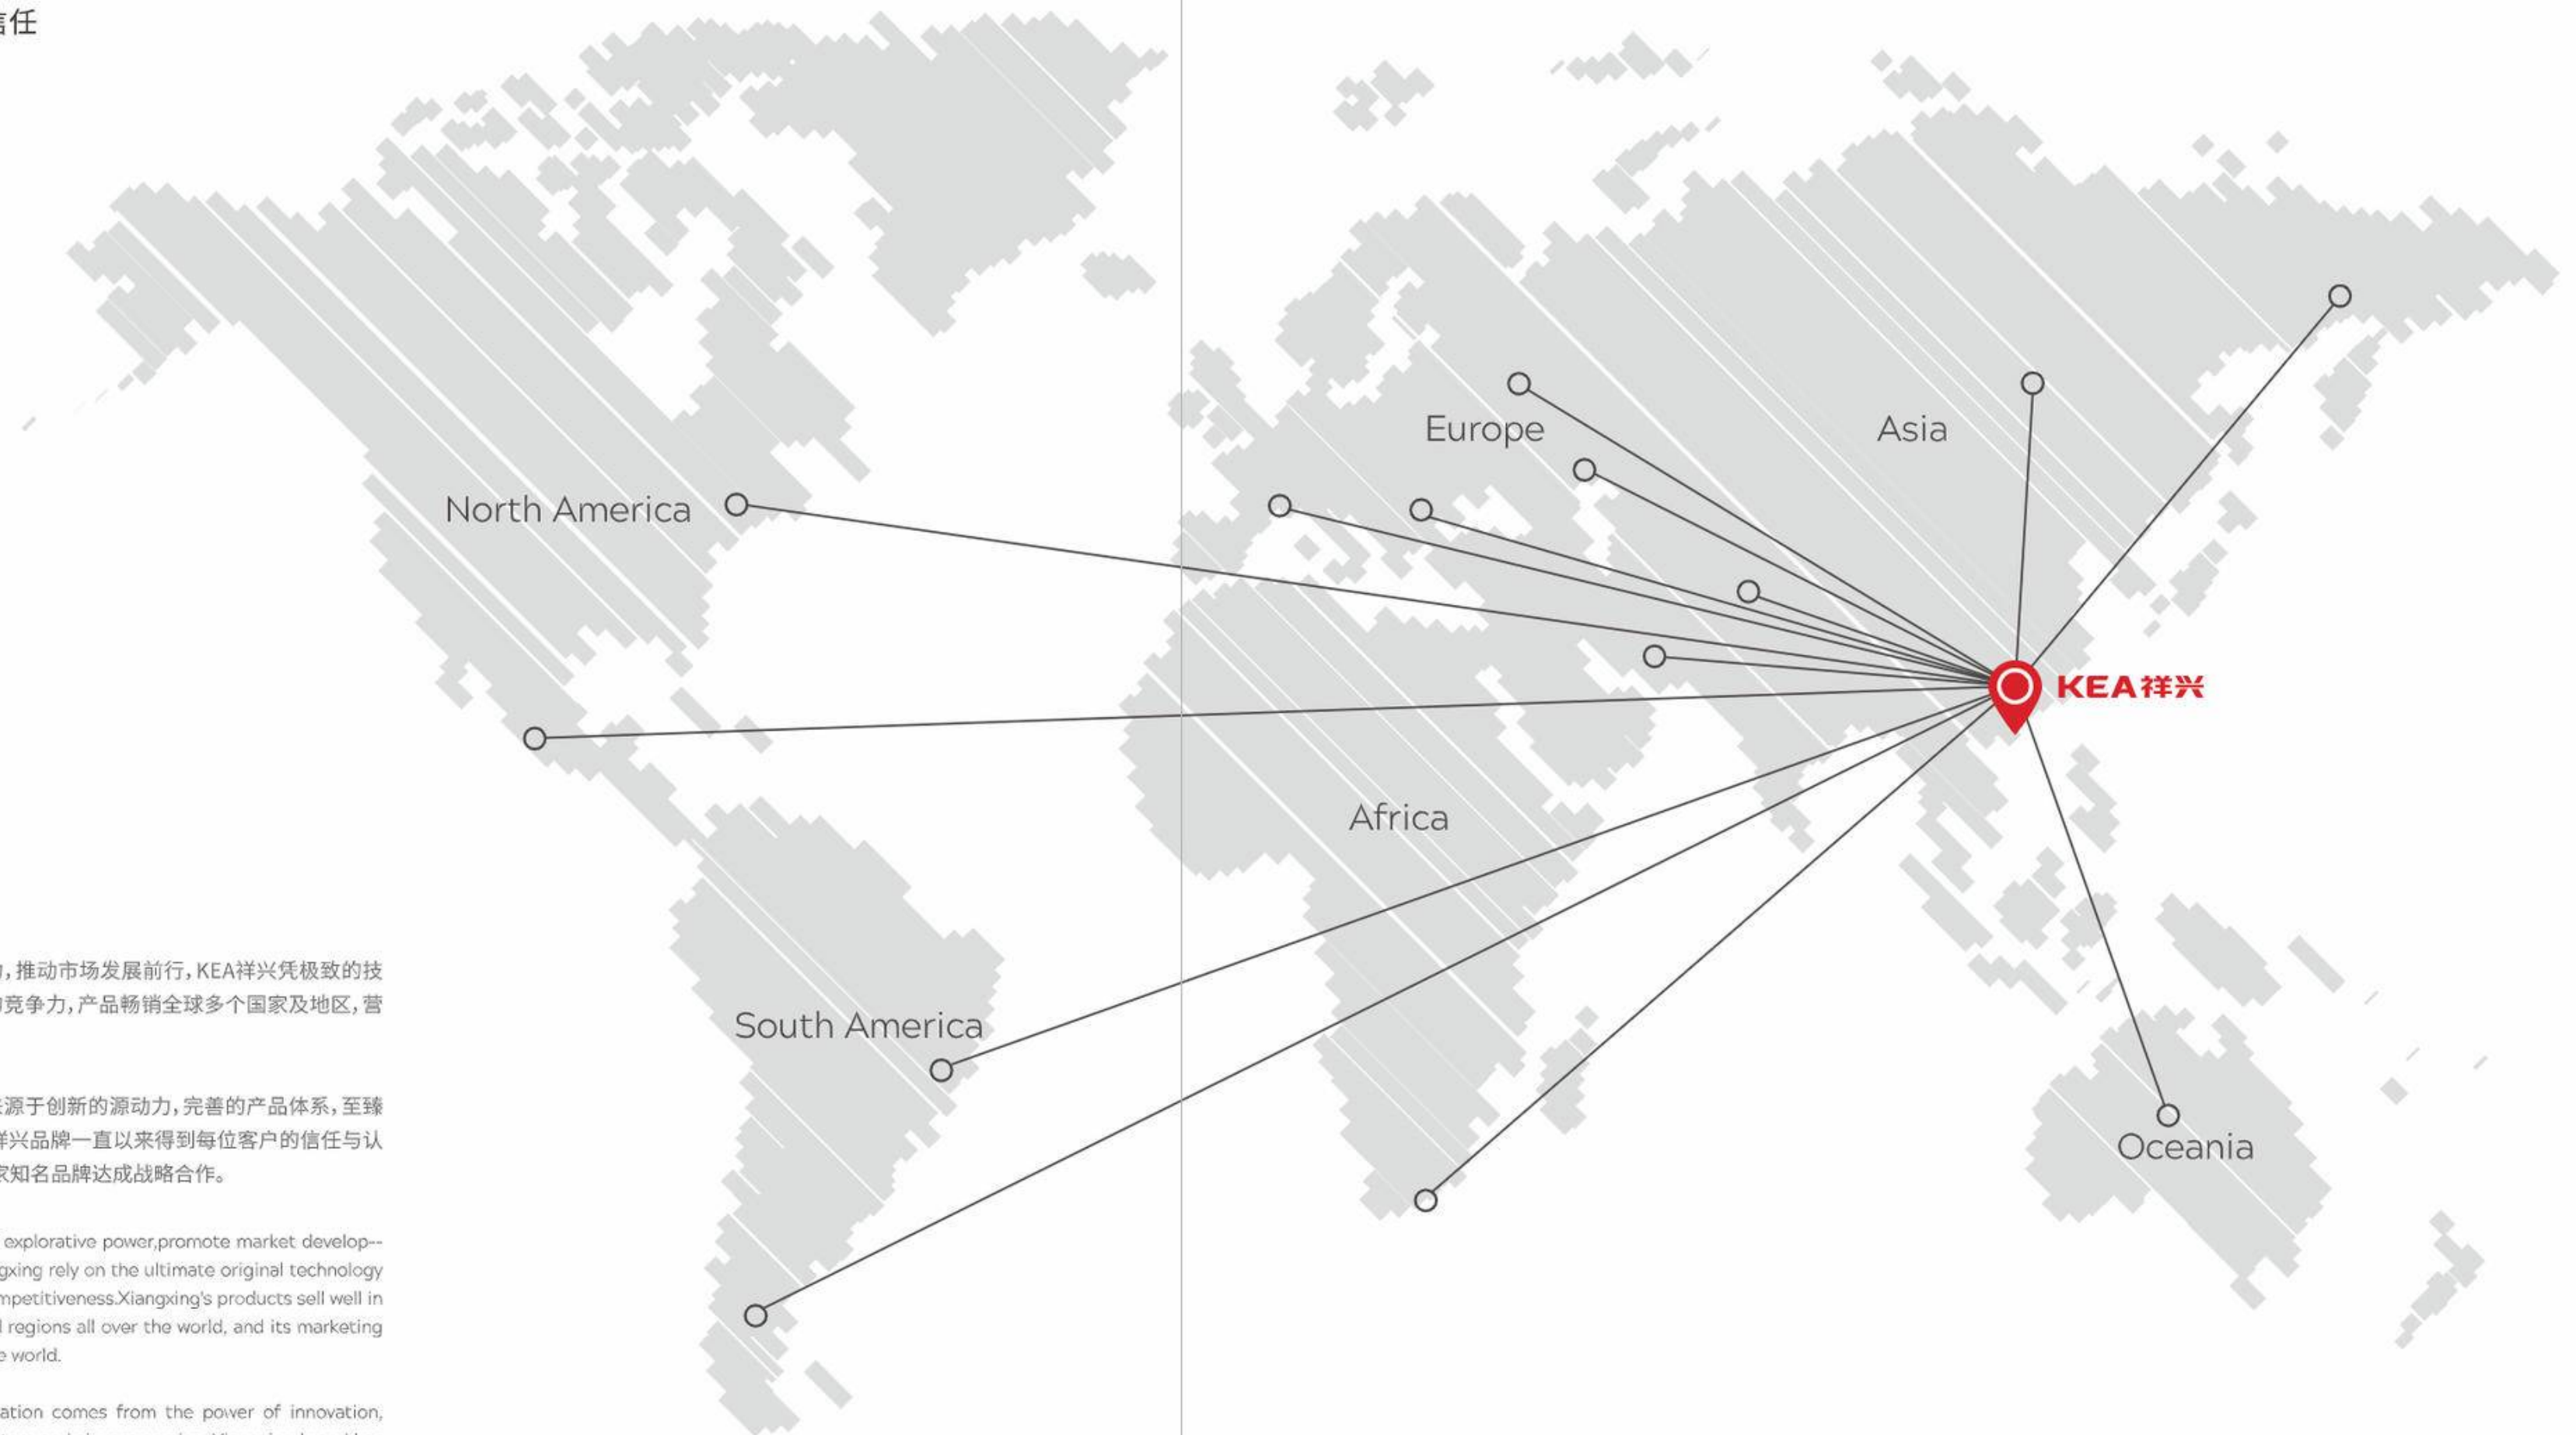 信任
North America
Europe
Asia
KEA祥兴
Africa
South America
Oceania
,推动市场发展前行,KEA祥兴凭极致的技
竞争力,产品畅销全球多个国家及地区,营
源于创新的源动力,完善的产品体系,至臻
祥兴品牌一直以来得到每位客户的信任与认
家知名品牌达成战略合作。
explorative power,promote market develop--
gxing rely on the ultimate original technology
mpetitiveness.Xiangxing's products sell well in
regions all over the world, and its marketing
e world.
ation comes from the power of innovation,